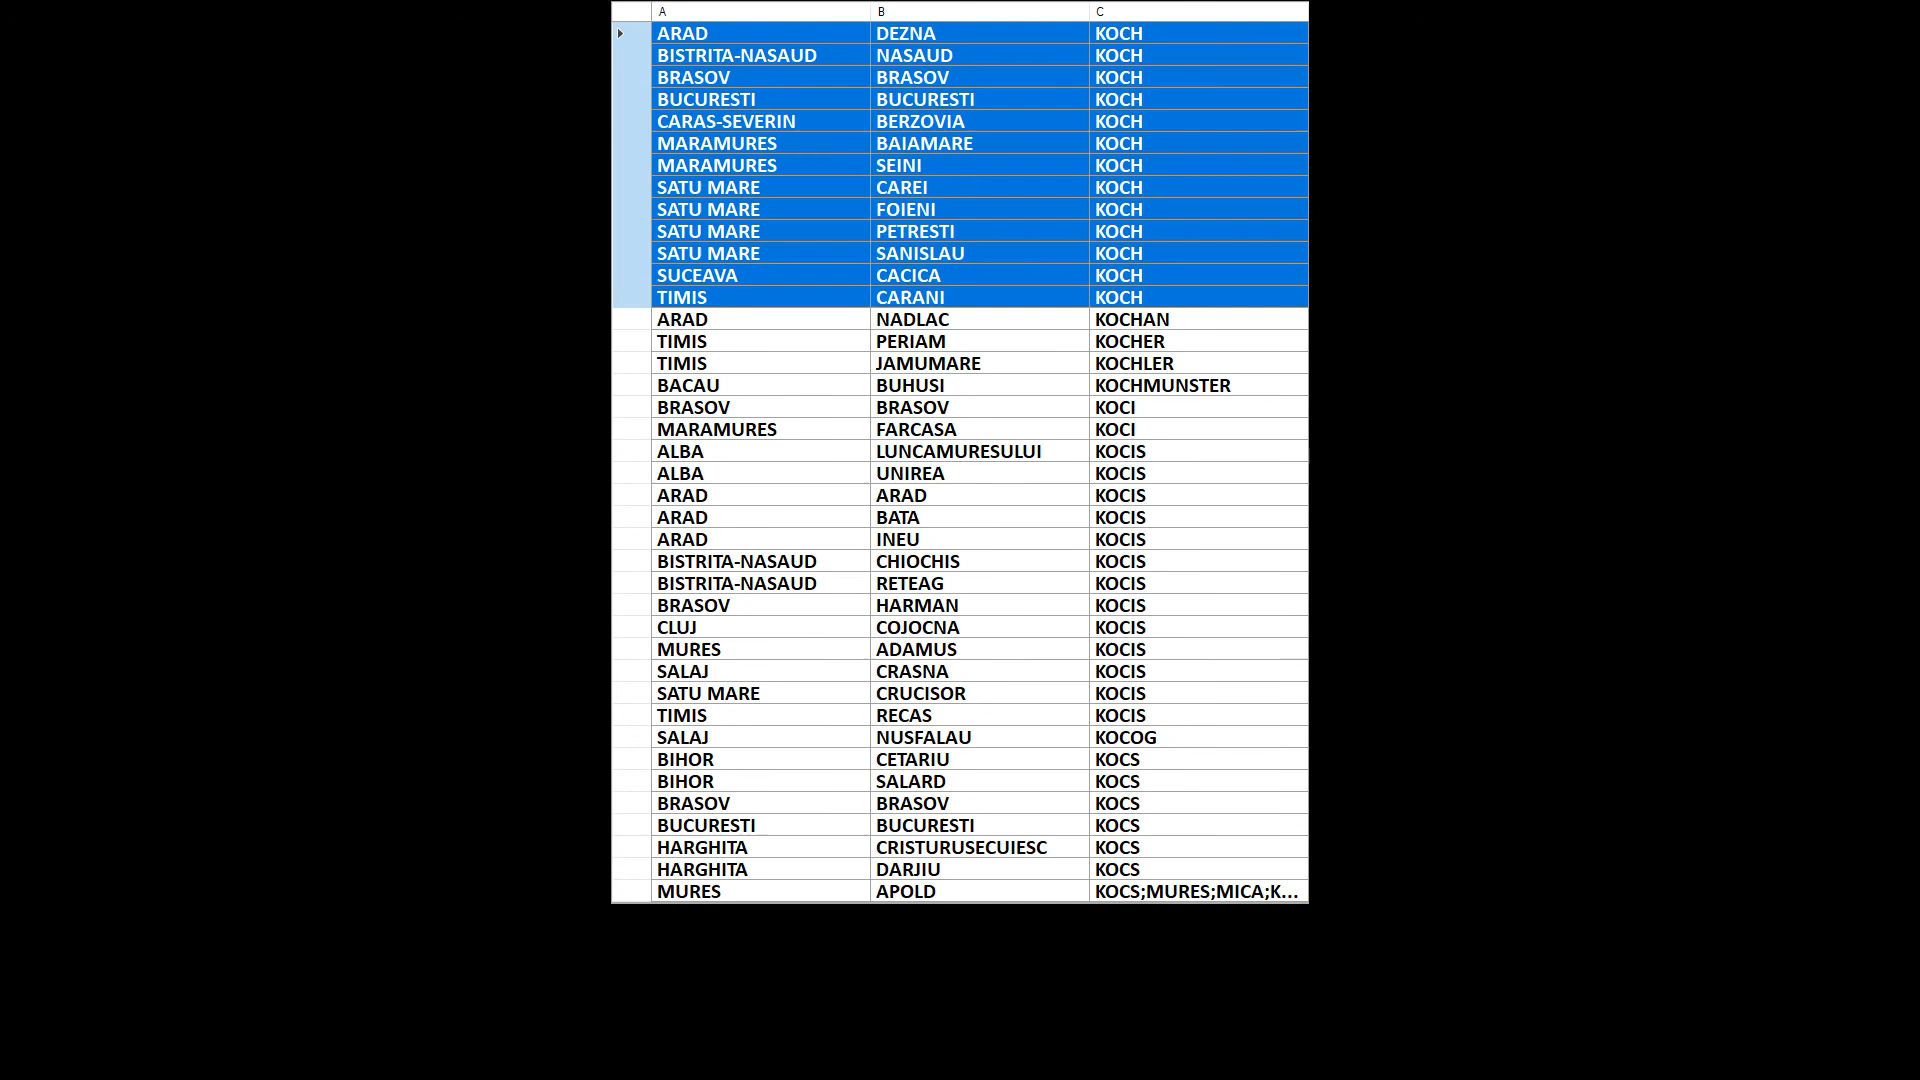 A B C
ARAD DEZNA KOCH
BISTRITA-NASAUD NASAUD KOCH
BRASOV BRASOV KOCH
BUCURESTI BUCURESTI KOCH
CARAS-SEVERIN BERZOVIA KOCH
MARAMURES BAIAMARE KOCH
MARAMURES SEINI KOCH
SATU MARE CAREI KOCH
SATU MARE FOIENI KOCH
SATU MARE PETRESTI KOCH
SATU MARE SANISLAU KOCH
SUCEAVA CACICA KOCH
TIMIS CARANI KOCH
ARAD NADLAC KOCHAN
TIMIS PERIAM KOCHER
TIMIS JAMUMARE KOCHLER
BACAU BUHUSI KOCHMUNSTER
BRASOV BRASOV KOCI
MARAMURES FARCASA KOCI
ALBA LUNCAMURESULUI KOCIS
ALBA UNIREA KOCIS
ARAD ARAD KOCIS
ARAD BATA KOCIS
ARAD INEU KOCIS
BISTRITA-NASAUD CHIOCHIS KOCIS
BISTRITA-NASAUD RETEAG KOCIS
BRASOV HARMAN KOCIS
CLUJ COJOCNA KOCIS
MURES ADAMUS KOCIS
SALAJ CRASNA KOCIS
SATU MARE CRUCISOR KOCIS
TIMIS RECAS KOCIS
SALAJ NUSFALAU KOCOG
BIHOR CETARIU KOCS
BIHOR SALARD KOCS
BRASOV BRASOV KOCS
BUCURESTI BUCURESTI KOCS
HARGHITA CRISTURUSECUIESC KOCS
HARGHITA DARJIU KOCS
MURES APOLD KOCS;MURES;MICA;K...